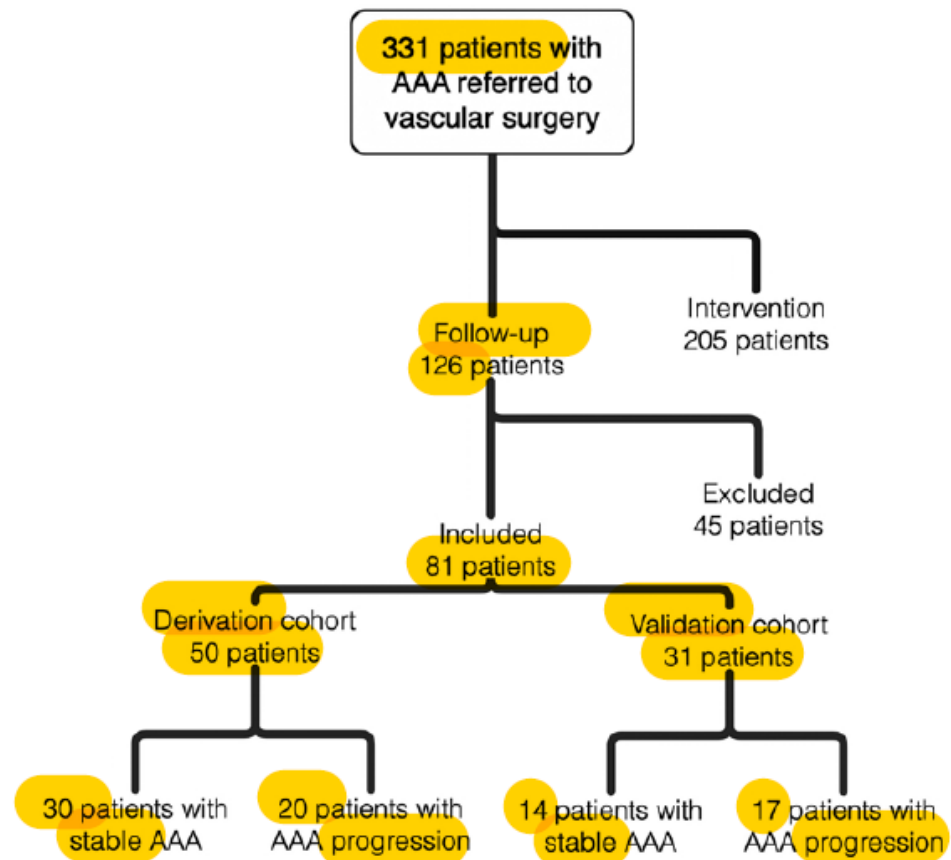 331 patients with
AAA referred to
vascular surgery
Intervention
205 patients
Follow-up
126 patients
Excluded
45 patients
Included
81 patients
Derivation cohort
50 patients
Validation cohort
31 patients
30 patients with
stable AAA
20 patients with
AAA progression
14 patients with
stable AAA
17 patients with
AAA progression